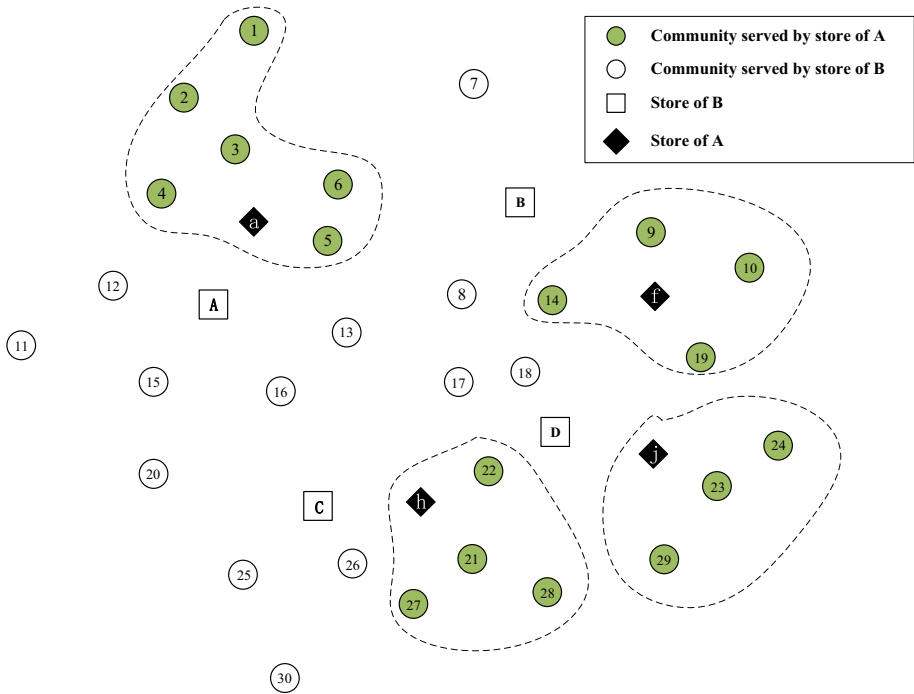 1
Community served by store of A
2
7
Community served by store of B
Store of B
3
Store of A
6
4
B
a
5
9
10
12
8
14
f
A
13
11
19
15
16
17
18
D
24
j
20
22
23
h
C
21
29
26
25
28
27
30